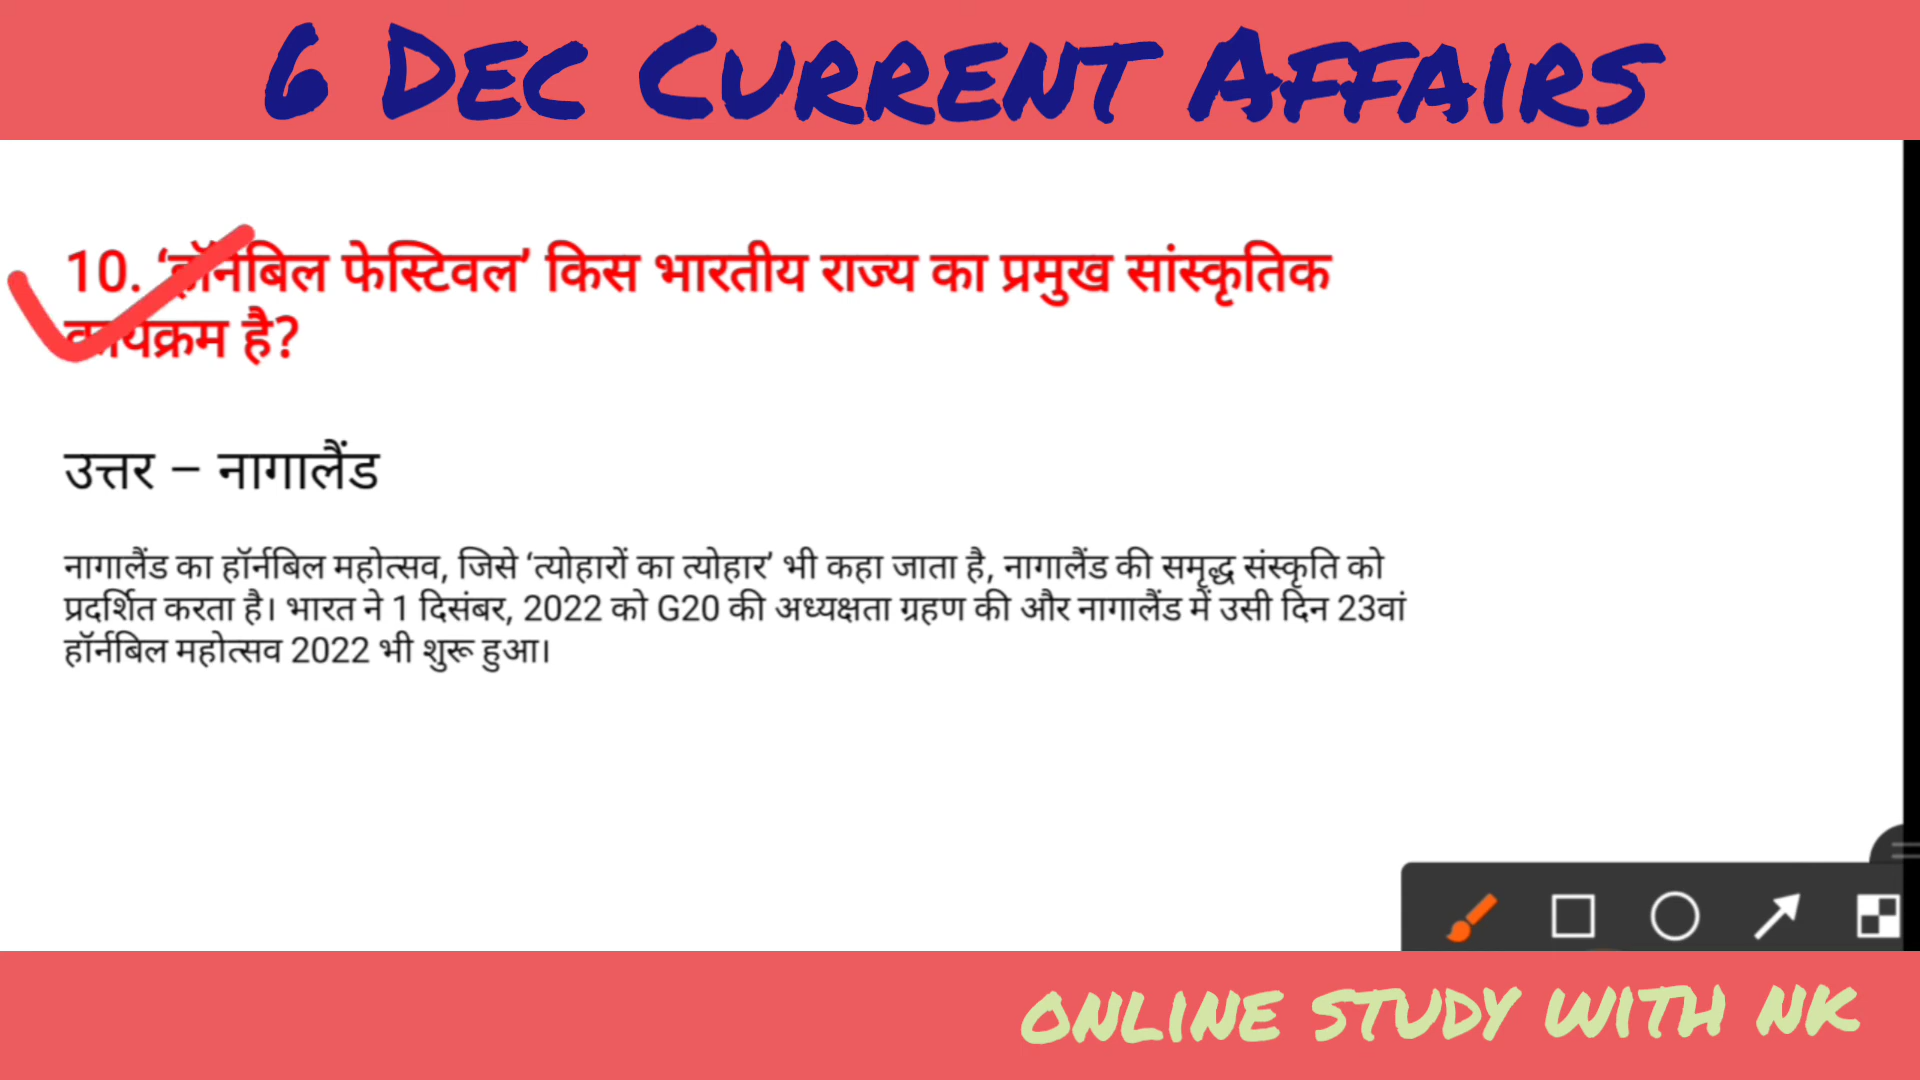 6 Dec Current Affairs
10. ‘हॉर्नबिल फेस्टिवल’ किस भारतीय राज्य का प्रमुख सांस्कृतिक
कार्यक्रम है?
उत्तर – नागालैंड
नागालैंड का हॉर्नबिल महोत्सव, जिसे ‘त्योहारों का त्योहार’ भी कहा जाता है, नागालैंड की समृद्ध संस्कृति को
प्रदर्शित करता है। भारत ने 1 दिसंबर, 2022 को G20 की अध्यक्षता ग्रहण की और नागालैंड में उसी दिन 23वां
हॉर्नबिल महोत्सव 2022 भी शुरू हुआ।
ONLINE STUDY WITH NK